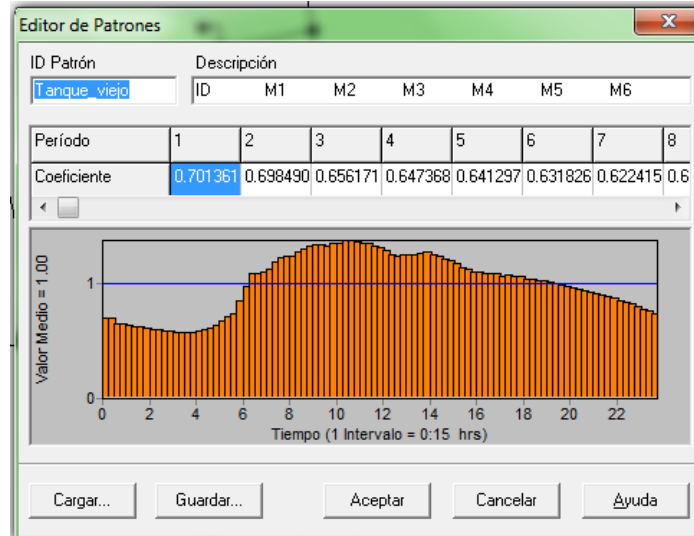 Editor de Patrones
ID Patrón Descripción
Tanque_viejo ID M1 M2 M3 M4 M5 M6
Período 1 2 3 4 5 6 7 8
Coeficiente 0.701361 0.698490 0.656171 0.647368 0.641297 0.631826 0.622415 0.6
Valor Medio = 1.00
1
0
0 2 4 6 8 10 12 14 16 18 20 22
Tiempo (1 Intervalo = 0:15 hrs)
Cargar... Guardar... Aceptar Cancelar Ayuda